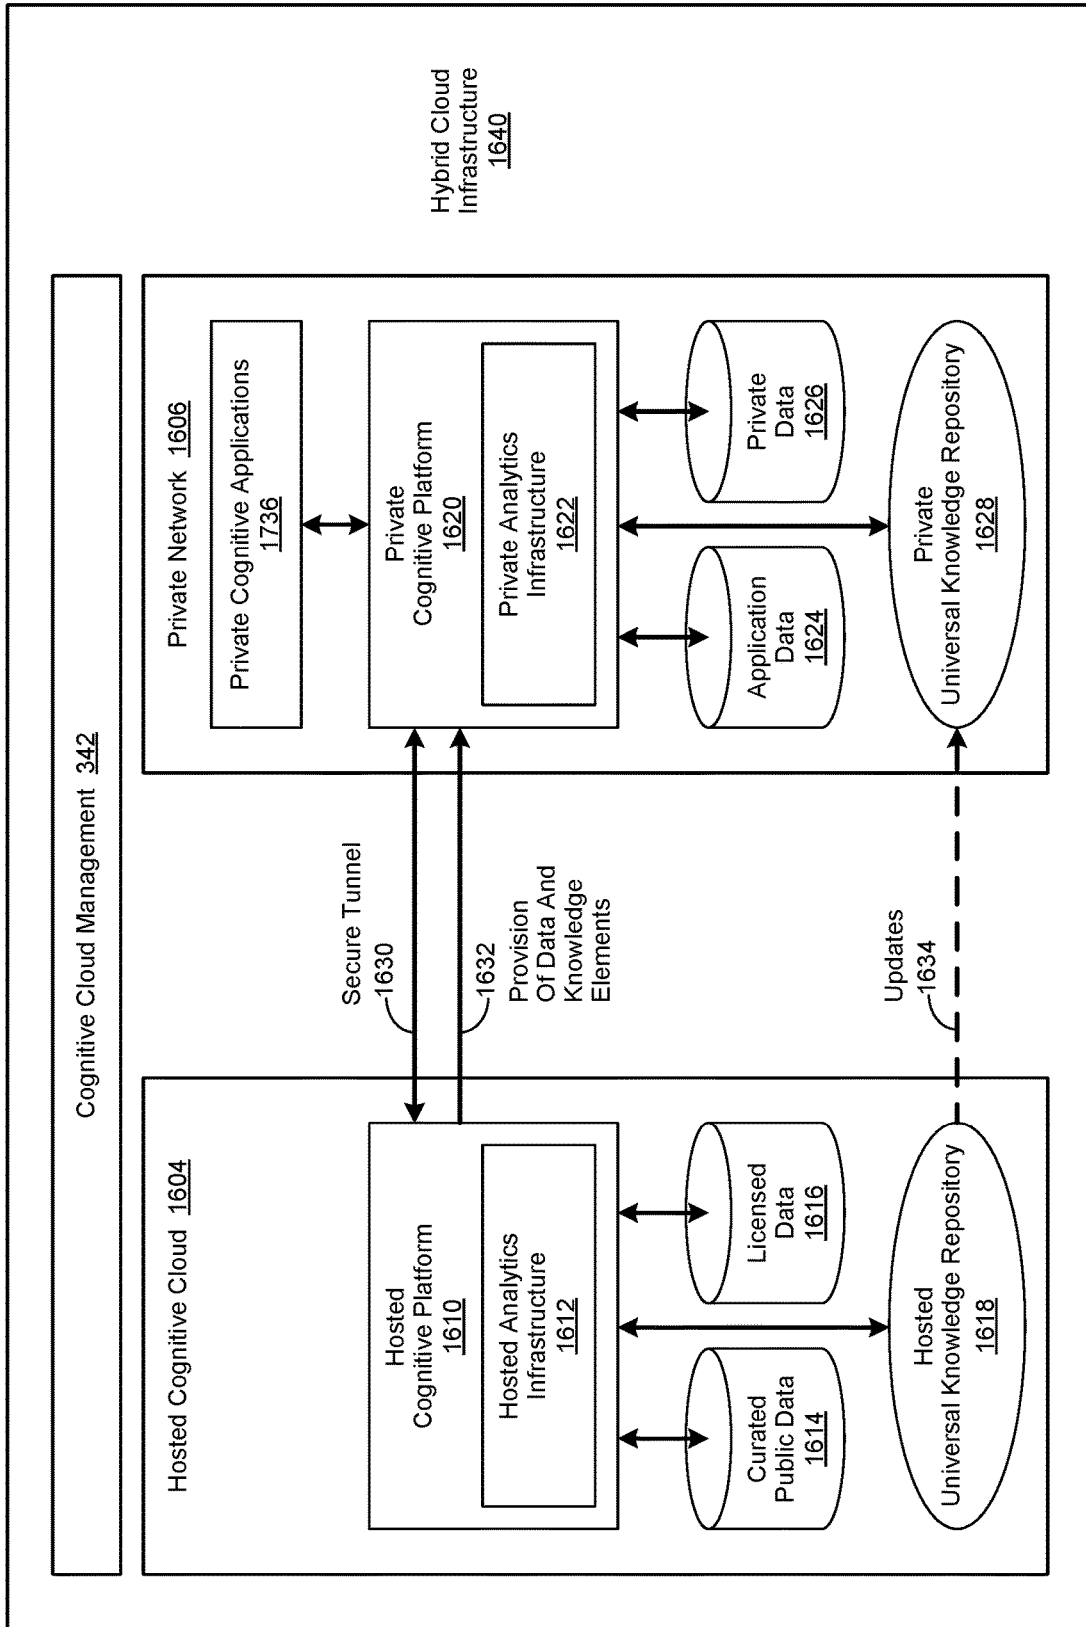 Cognitive Cloud Management 342
Hosted Cognitive Cloud 1604
Hosted
Cognitive Platform
1610
Hosted Analytics
Infrastructure
1612
Curated
Public Data
1614
Licensed
Data
1616
Hosted
Universal Knowledge Repository
1618
Secure Tunnel
1630
1632
Provision
Of Data And
Knowledge
Elements
Updates
1634
Private Network 1606
Private Cognitive Applications
1736
Private
Cognitive Platform
1620
Private Analytics
Infrastructure
1622
Application
Data
1624
Private
Data
1626
Private
Universal Knowledge Repository
1628
Hybrid Cloud
Infrastructure
1640